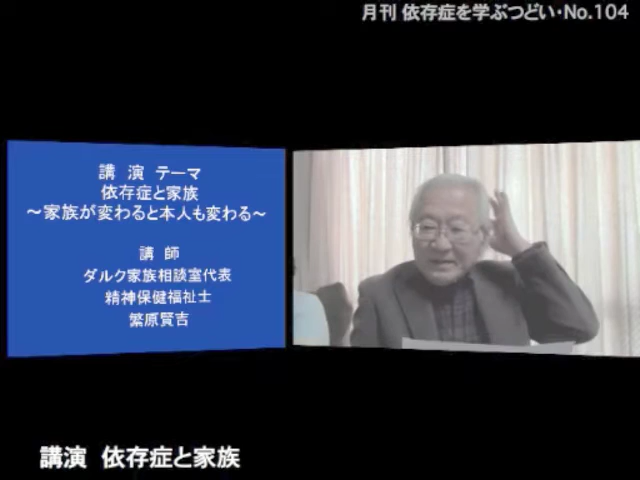 月刊 依存症を学ぶつどい・No.104
講 演 テーマ
依存症と家族
～家族が変わると本人も変わる～
講 師
ダルク家族相談室代表
精神保健福祉士
繁原賢吉
講演 依存症と家族